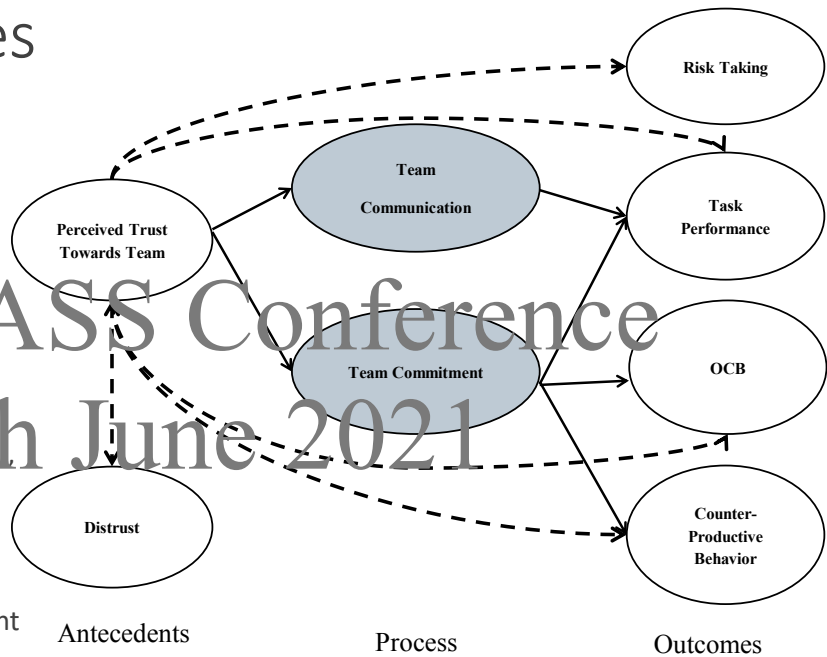 es
Risk Taking
Team
Communication
Task
Performance
Perceived Trust
Towards Team
ASS Conference
Team Commitment
OCB
h June 2021
Distrust
Counter-
Productive
Behavior
nt
Antecedents
Process
Outcomes